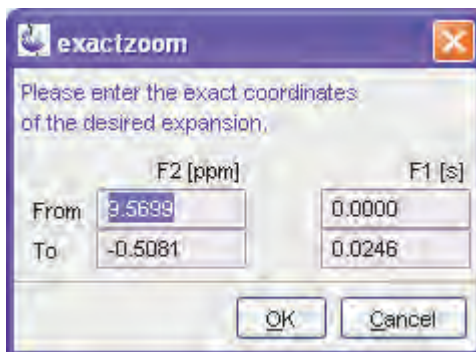 exactzoom
Please enter the exact coordinates
of the desired expansion.
F2 [ppm] F1 [s]
From 9.5699 0.0000
To -0.5081 0.0246
OK Cancel